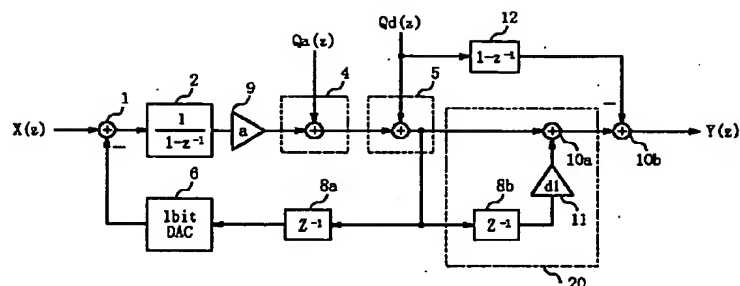 Qa(z)
Qd(z)
12
1-z⁻¹
X(z)
1
2
1
1-z⁻¹
9
a
4
5
−
−
10a
10b
Y(z)
6
1bit
DAC
8a
Z⁻¹
8b
Z⁻¹
d1
11
20